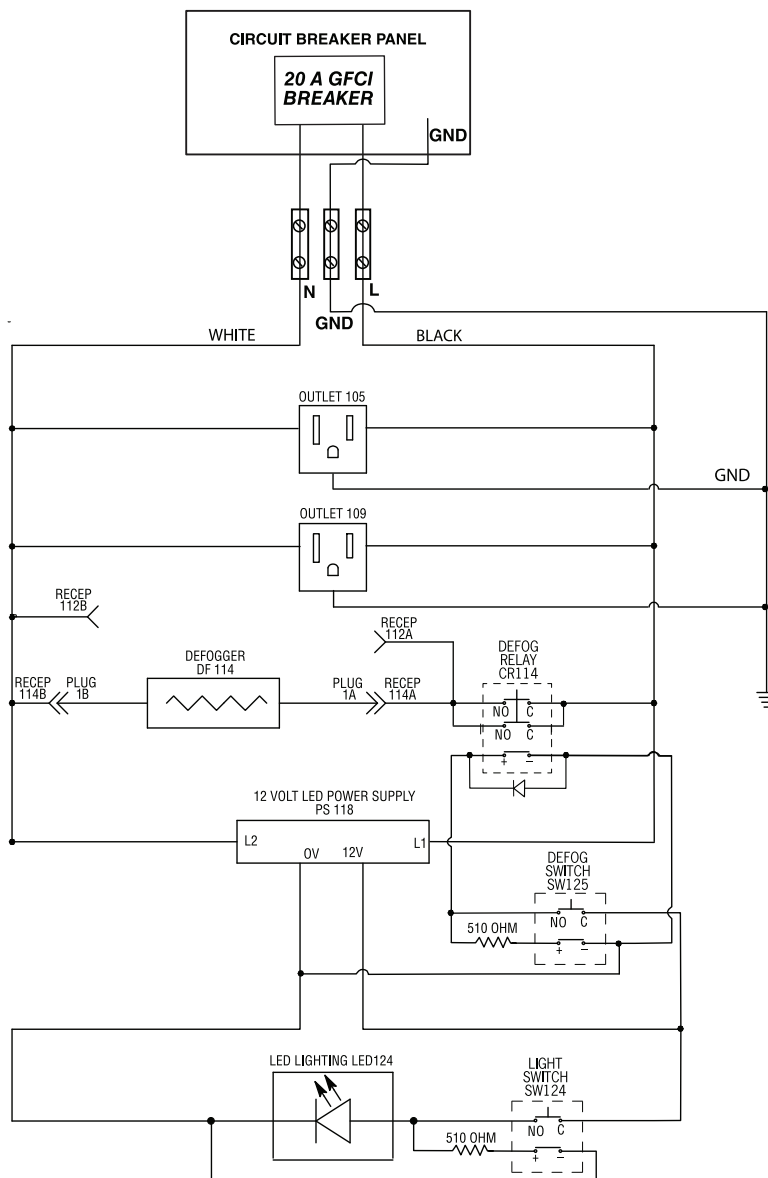 CIRCUIT BREAKER PANEL
20 A GFCI
BREAKER
GND
N
L
GND
WHITE
BLACK
OUTLET 105
GND
OUTLET 109
RECEP
112B
RECEP
112A
DEFOG
RELAY
CR114
DEFOGGER
DF 114
RECEP
114B
PLUG
1B
PLUG
1A
RECEP
114A
NO C
NO C
+ -
12 VOLT LED POWER SUPPLY
PS 118
L2
0V
12V
L1
DEFOG
SWITCH
SW125
NO C
510 OHM
+ -
LED LIGHTING LED124
LIGHT
SWITCH
SW124
NO C
510 OHM
+ -